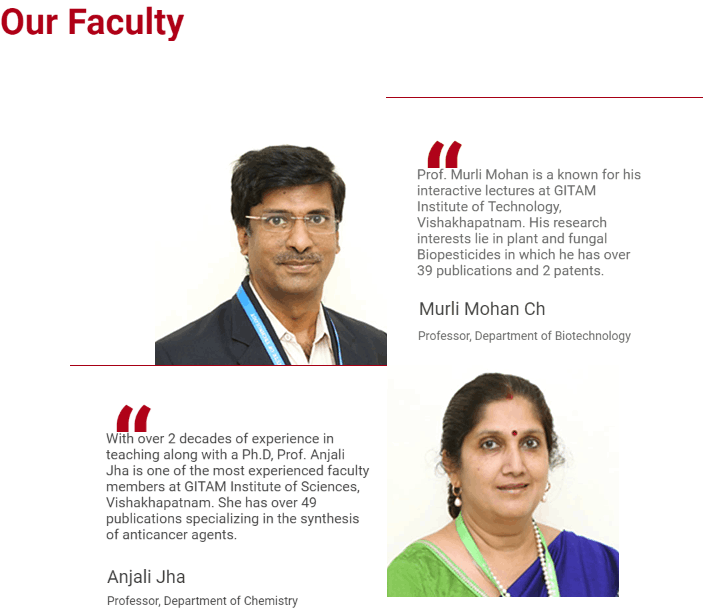 Our Faculty
“
Prof. Murli Mohan is a known for his
interactive lectures at GITAM
Institute of Technology,
Vishakhapatnam. His research
interests lie in plant and fungal
Biopesticides in which he has over
39 publications and 2 patents.
Murli Mohan Ch
Professor, Department of Biotechnology
“
With over 2 decades of experience in
teaching along with a Ph.D, Prof. Anjali
Jha is one of the most experienced faculty
members at GITAM Institute of Sciences,
Vishakhapatnam. She has over 49
publications specializing in the synthesis
of anticancer agents.
Anjali Jha
Professor, Department of Chemistry